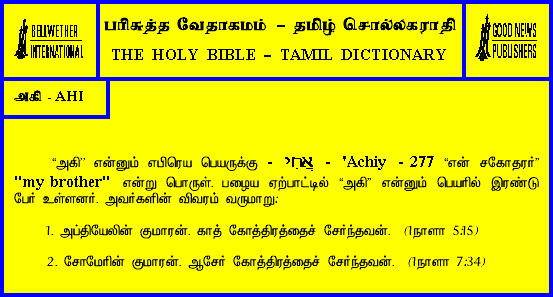 BELLWETHER
INTERNATIONAL
பரிசுத்த வேதாகமம் – தமிழ் சொல்லகராதி
THE HOLY BIBLE – TAMIL DICTIONARY
GOOD NEWS
PUBLISHERS
அகி - AHI
“அகி” என்னும் எபிரெய பெயருக்கு - אֲחִי - 'Achiy - 277 “என் சகோதரர்”
"my brother" என்று பொருள். பழைய ஏற்பாட்டில் “அகி” என்னும் பெயரில் இரண்டு
பேர் உள்ளனர். அவர்களின் விவரம் வருமாறு:
1. அப்தியேலின் குமாரன். காத் கோத்திரத்தைச் சேர்ந்தவன். (1நாளா 5:15)
2. சோமேரின் குமாரன். ஆசேர் கோத்திரத்தைச் சேர்ந்தவன். (1நாளா 7:34)